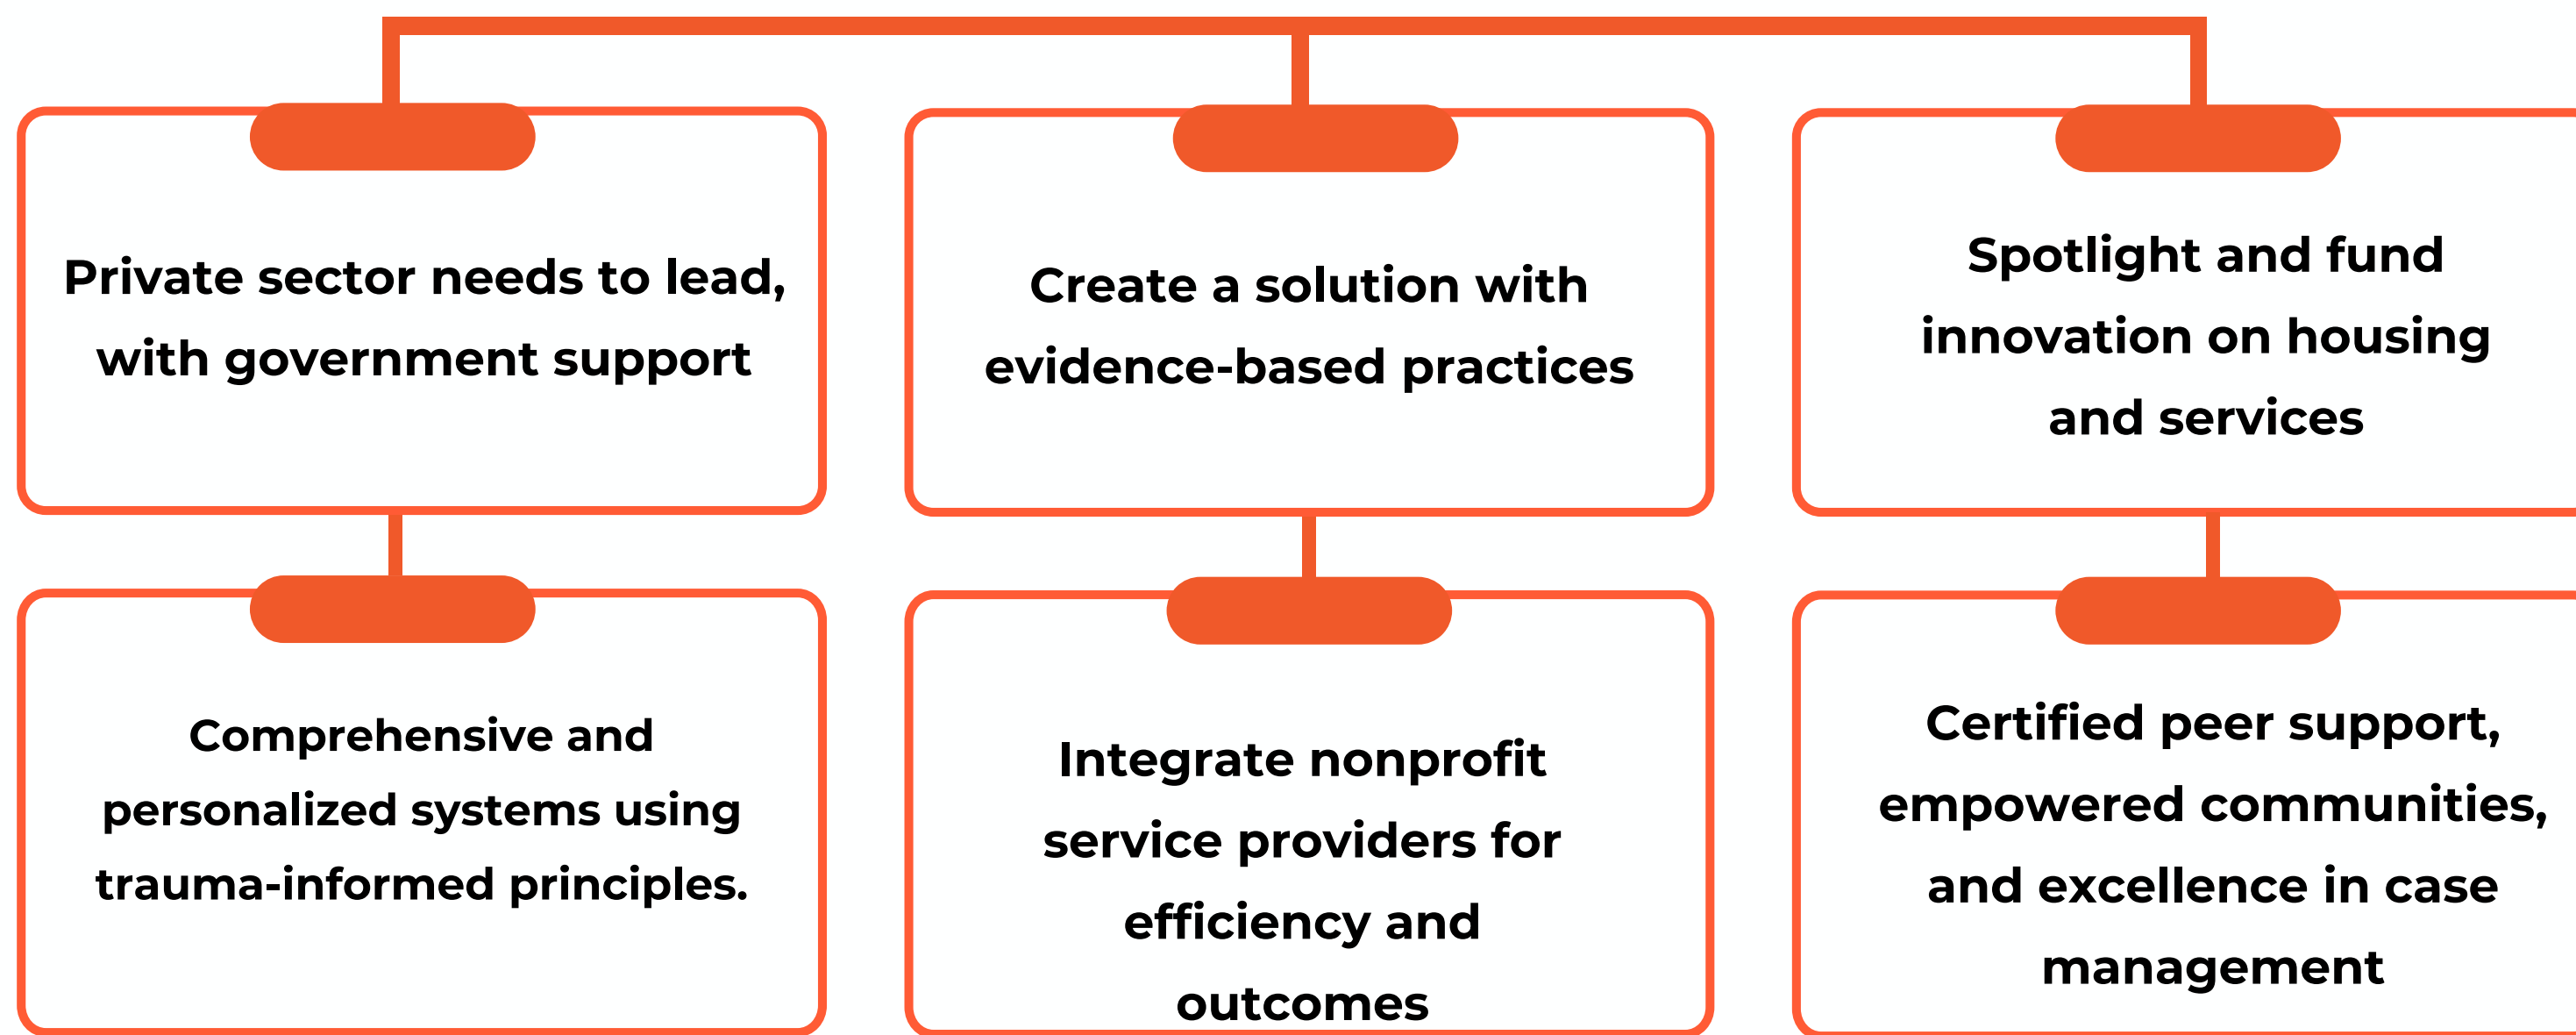 Private sector needs to lead,
with government support
Create a solution with
evidence-based practices
Spotlight and fund
innovation on housing
and services
Comprehensive and
personalized systems using
trauma-informed principles.
Integrate nonprofit
service providers for
efficiency and
outcomes
Certified peer support,
empowered communities,
and excellence in case
management